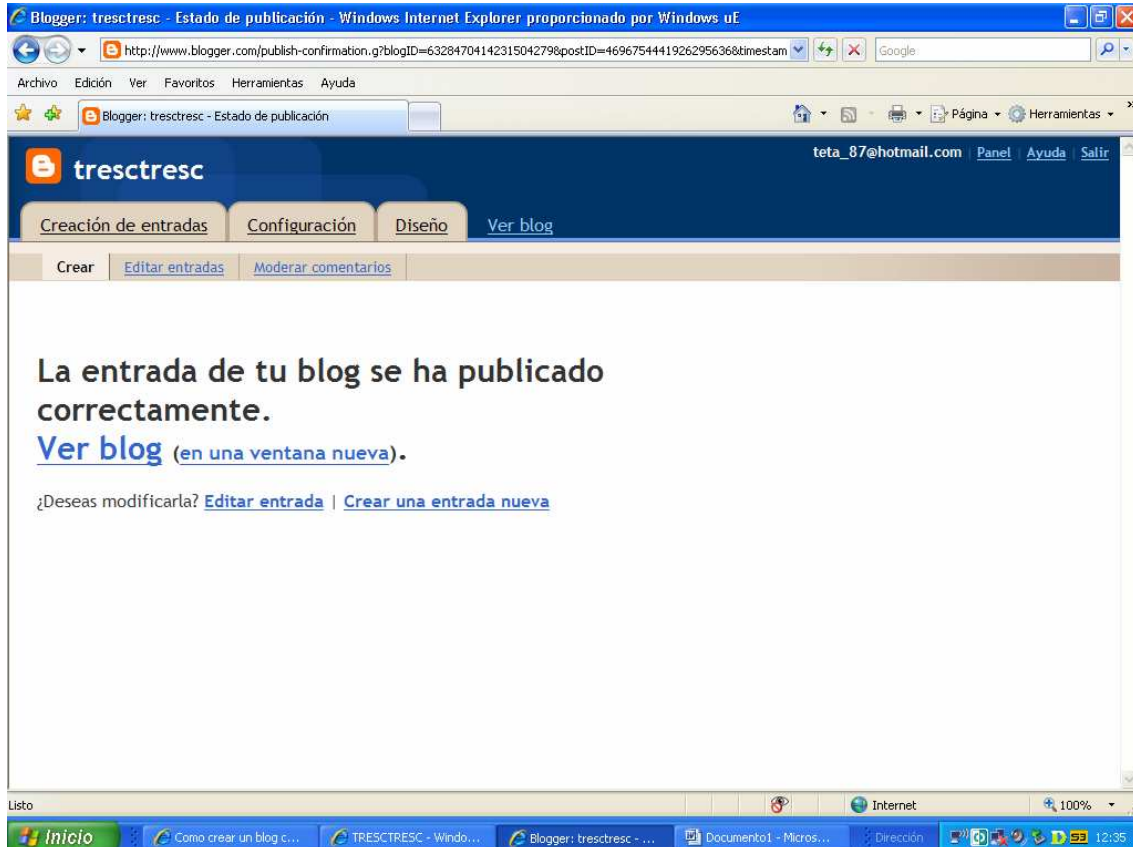 Blogger: tresctresc - Estado de publicación - Windows Internet Explorer proporcionado por Windows uE
http://www.blogger.com/publish-confirmation.g?blogID=6328470414231504279&postID=4696754441926295636&timestam
Google
Archivo Edición Ver Favoritos Herramientas Ayuda
Blogger: tresctresc - Estado de publicación
Página Herramientas
tresctresc
teta_87@hotmail.com | Panel | Ayuda | Salir
Creación de entradas Configuración Diseño Ver blog
Crear Editar entradas Moderar comentarios
La entrada de tu blog se ha publicado
correctamente.
Ver blog (en una ventana nueva).
¿Deseas modificarla? Editar entrada | Crear una entrada nueva
Listo Internet 100%
Inicio Como crear un blog c... TRESCTRESC - Windo... Blogger: tresctresc - ... Documento1 - Micros... Dirección 53 12:35